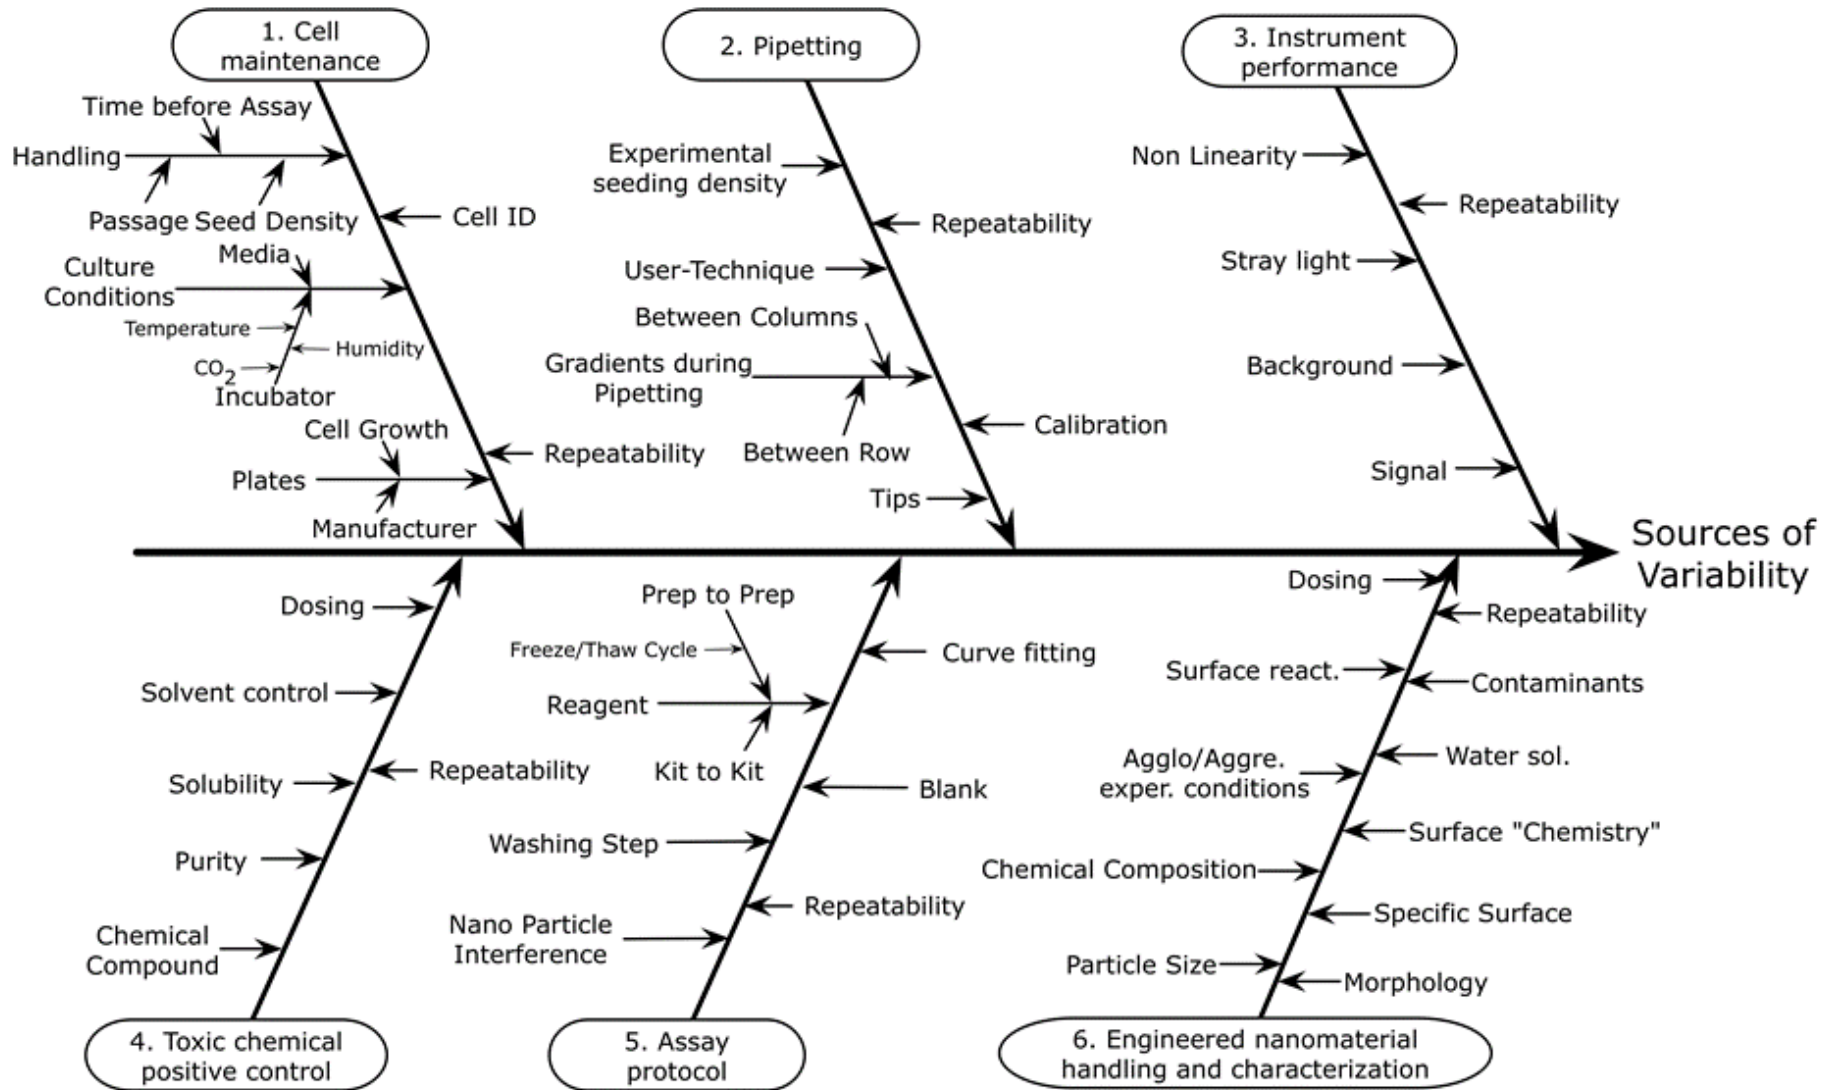 1. Cell
maintenance
Time before Assay
Handling
Passage
Seed Density
Cell ID
Media
Culture
Conditions
Temperature
Humidity
CO2
Incubator
Cell Growth
Repeatability
Plates
Manufacturer
2. Pipetting
Experimental
seeding density
Repeatability
User-Technique
Between Columns
Gradients during
Pipetting
Between Row
Calibration
Tips
3. Instrument
performance
Non Linearity
Repeatability
Stray light
Background
Signal
Sources of
Variability
Dosing
Solvent control
Repeatability
Solubility
Purity
Chemical
Compound
4. Toxic chemical
positive control
Prep to Prep
Freeze/Thaw Cycle
Curve fitting
Reagent
Kit to Kit
Blank
Washing Step
Repeatability
Nano Particle
Interference
5. Assay
protocol
Dosing
Repeatability
Surface react.
Contaminants
Water sol.
Agglo/Aggre.
exper. conditions
Surface "Chemistry"
Chemical Composition
Specific Surface
Particle Size
Morphology
6. Engineered nanomaterial
handling and characterization